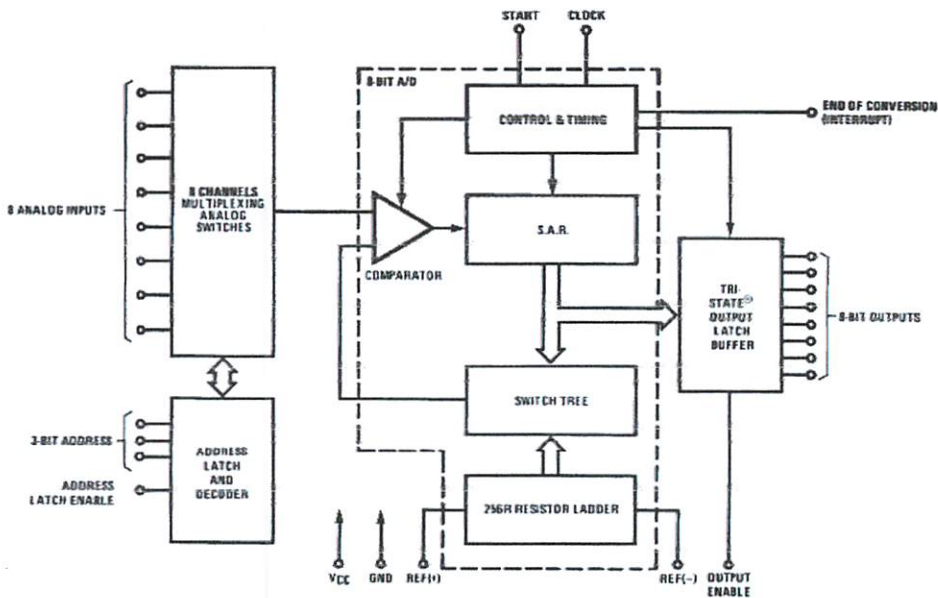 START
CLOCK
8-BIT A/D
CONTROL & TIMING
END OF CONVERSION
(INTERRUPT)
8 ANALOG INPUTS
8 CHANNELS
MULTIPLEXING
ANALOG
SWITCHES
S.A.R.
COMPARATOR
TRI-
STATE®
OUTPUT
LATCH
BUFFER
8-BIT OUTPUTS
SWITCH TREE
3-BIT ADDRESS
ADDRESS
LATCH ENABLE
ADDRESS
LATCH
AND
DECODER
256R RESISTOR LADDER
VCC
GND
REF(+)
REF(−)
OUTPUT
ENABLE